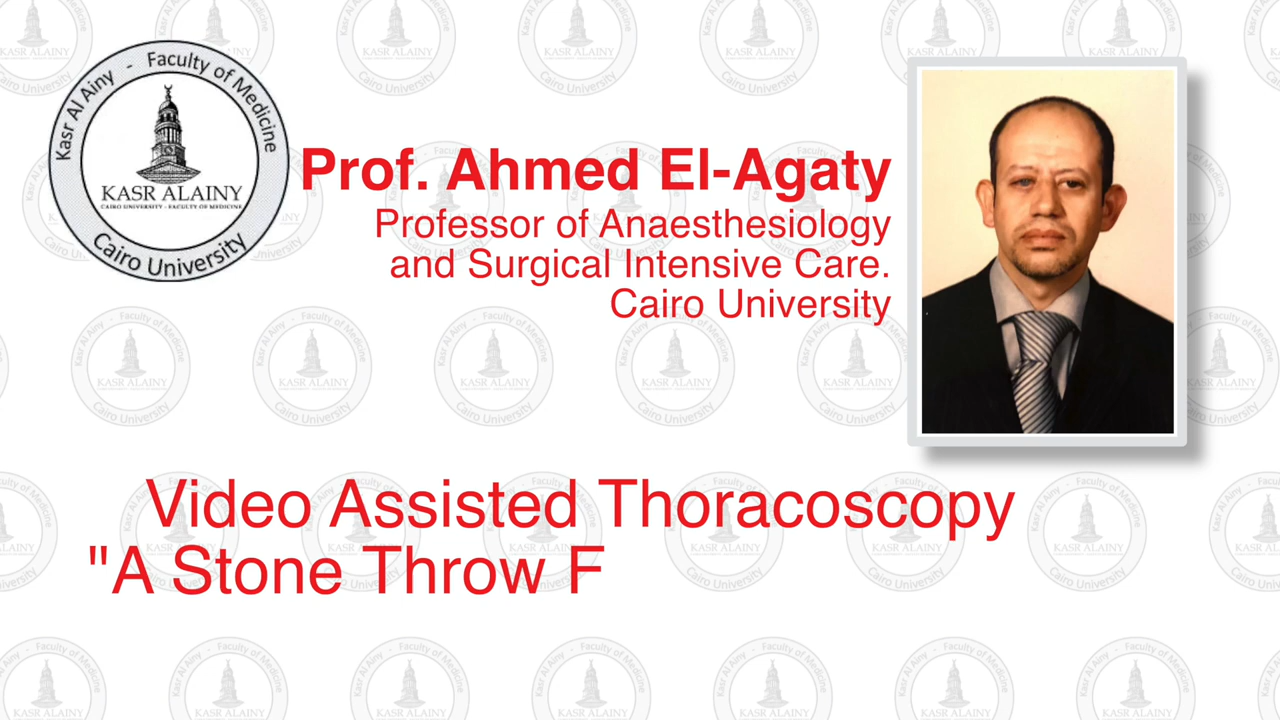 Kasr Al Ainy - Faculty of Medicine
KASR ALAINY
CAIRO UNIVERSITY - FACULTY OF MEDICINE
Cairo University
Prof. Ahmed El-Agaty
Professor of Anaesthesiology
and Surgical Intensive Care.
Cairo University
Video Assisted Thoracoscopy
"A Stone Throw F